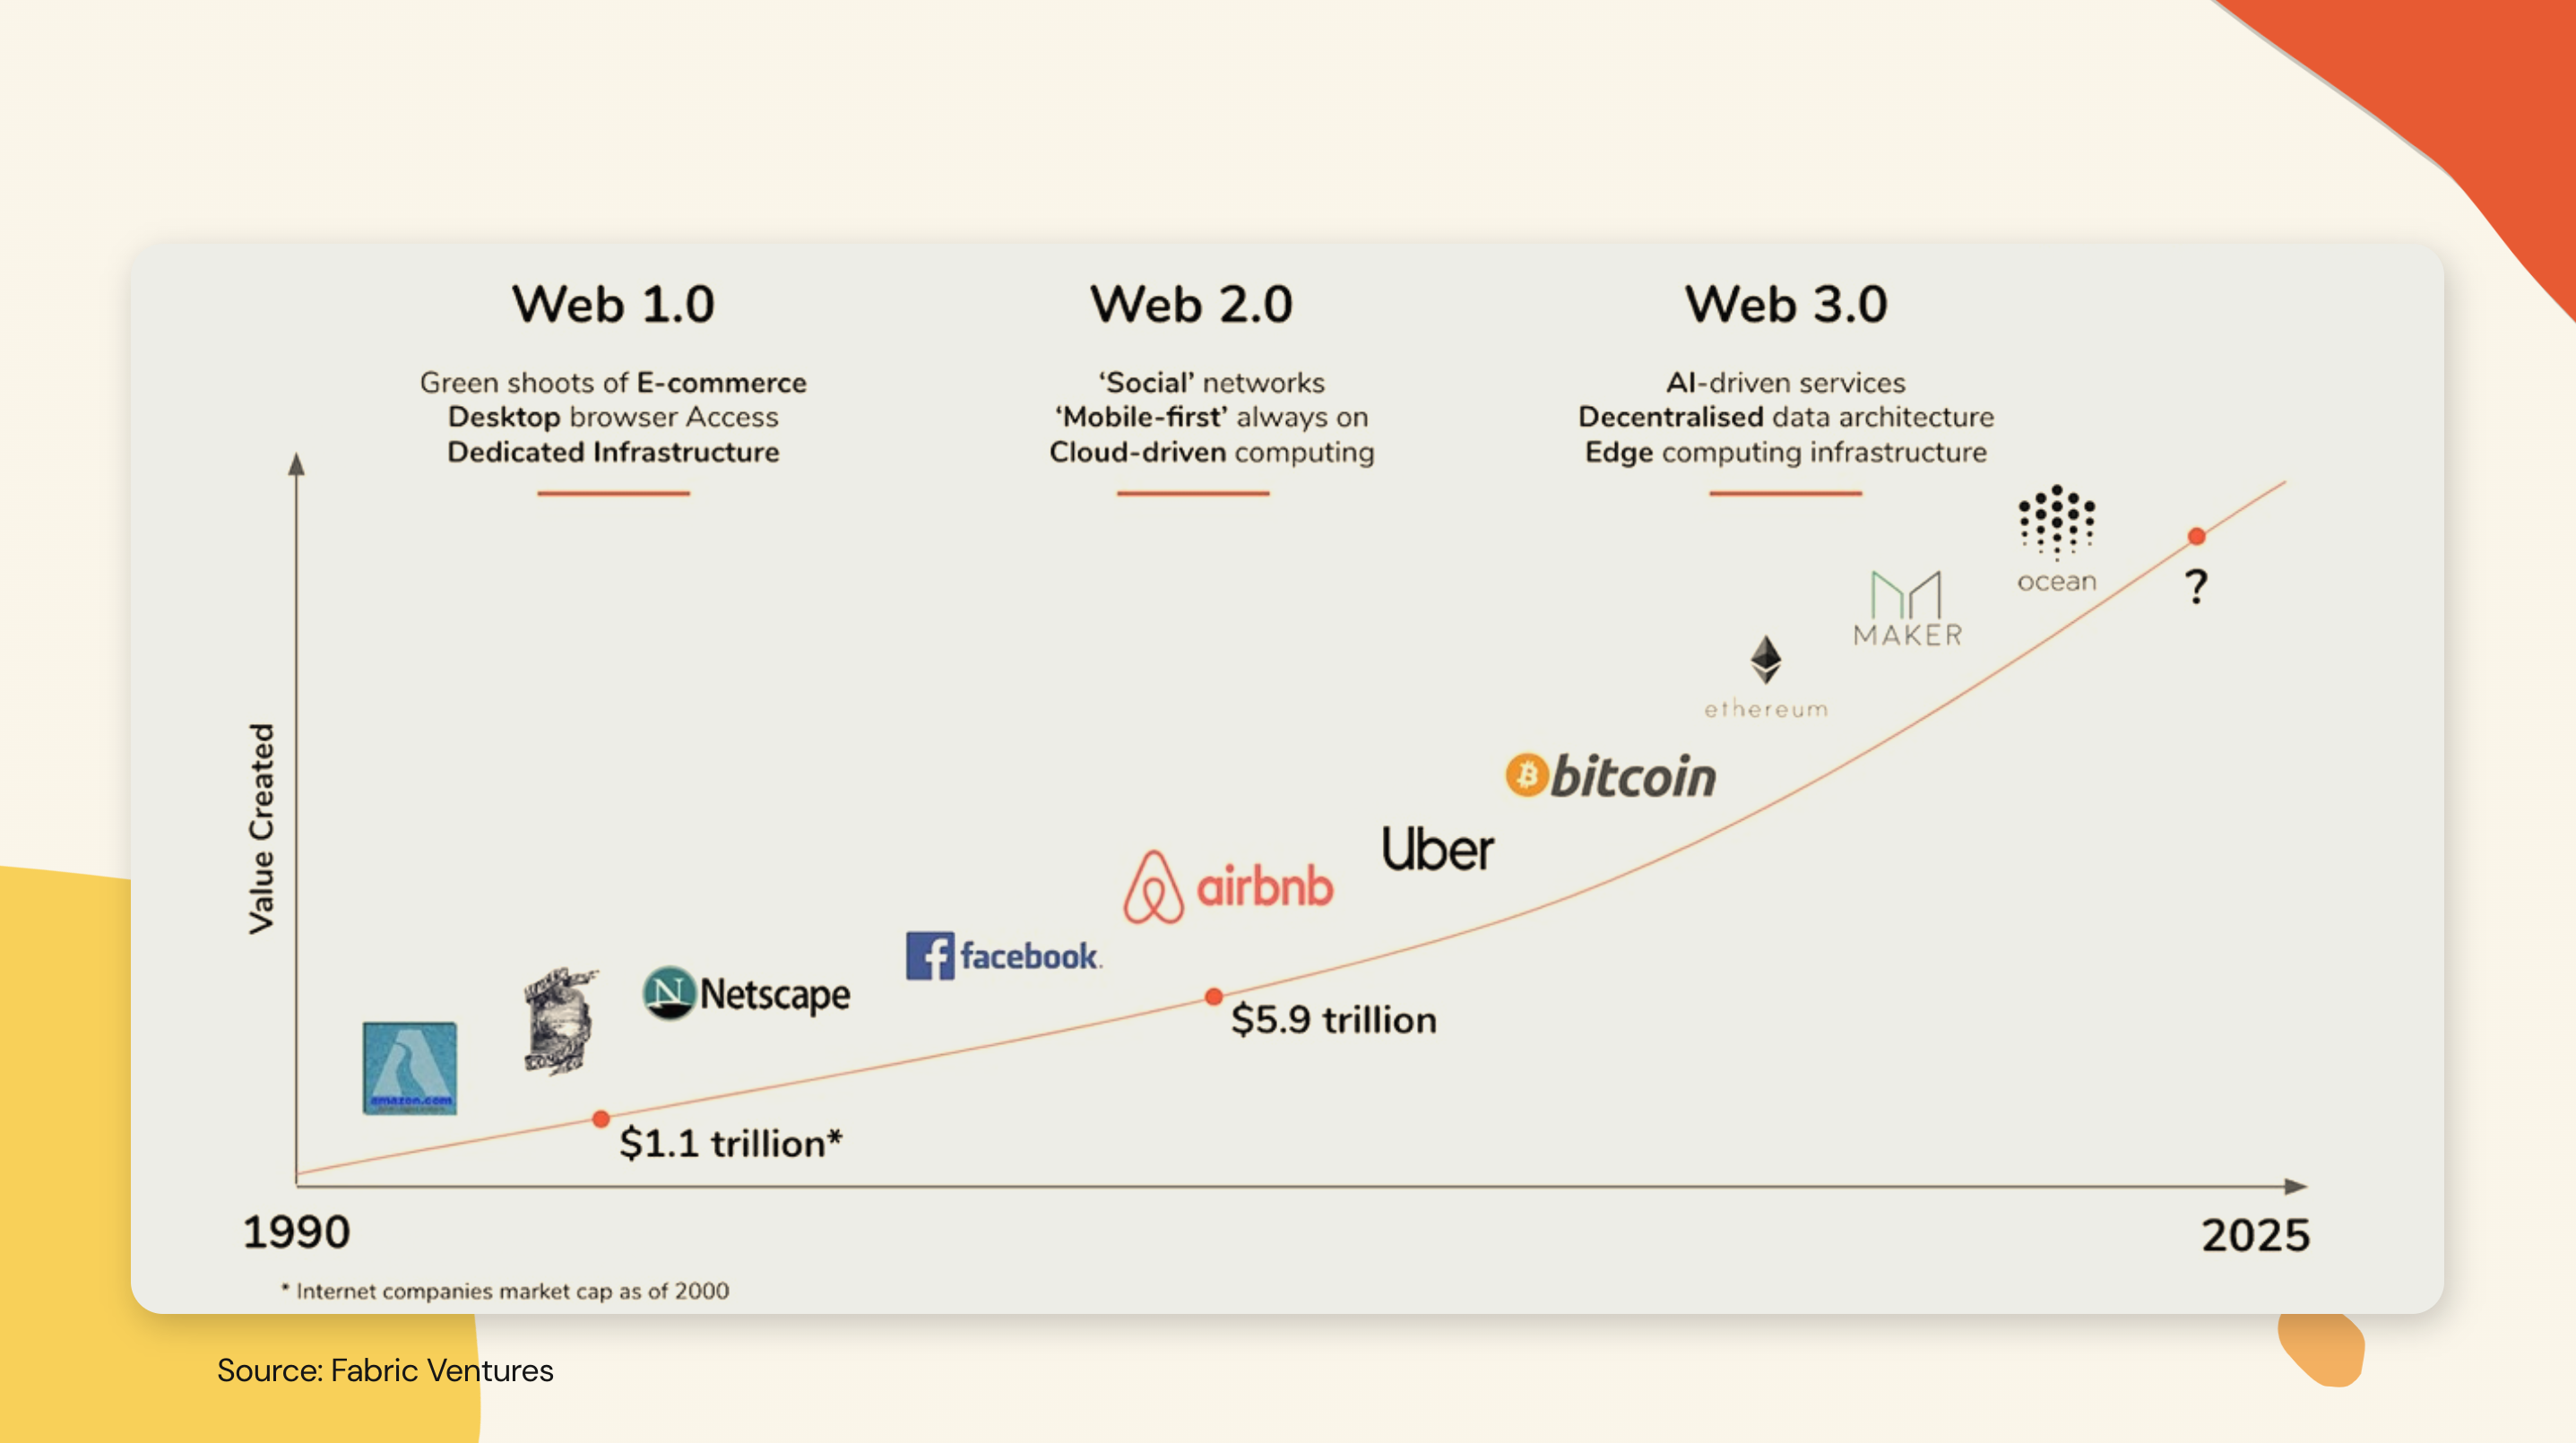 Web 1.0
Green shoots of E-commerce
Desktop browser Access
Dedicated Infrastructure
Web 2.0
‘Social’ networks
‘Mobile-first’ always on
Cloud-driven computing
Web 3.0
AI-driven services
Decentralised data architecture
Edge computing infrastructure
Value Created
amazon.com
N Netscape
f facebook.
airbnb
Uber
bitcoin
ethereum
MAKER
ocean
$1.1 trillion*
$5.9 trillion
?
1990
2025
* Internet companies market cap as of 2000
Source: Fabric Ventures